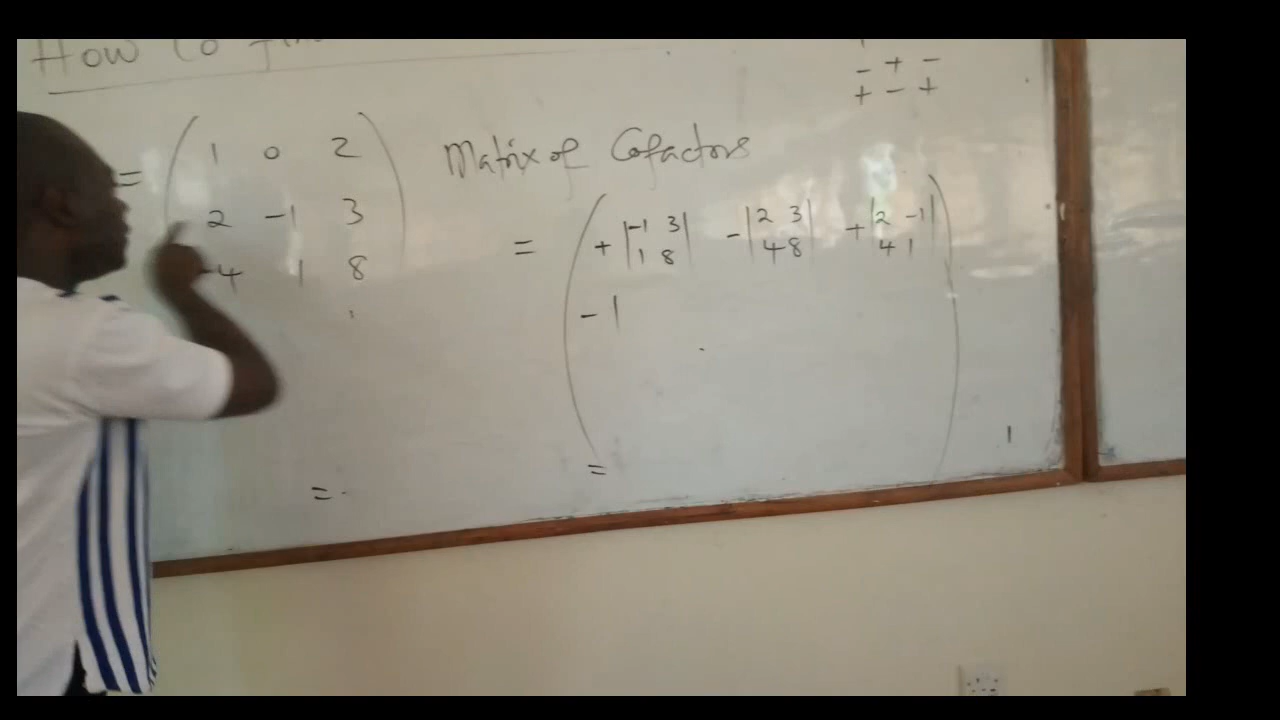 How to
- + -
+ - +
= ( 1 0 2
2 -1 3
4 1 8 )
Matrix of Cofactors
= ( + |-1 3| - |2 3| + |2 -1|
|1 8| |4 8| |4 1|
- | )
=
=